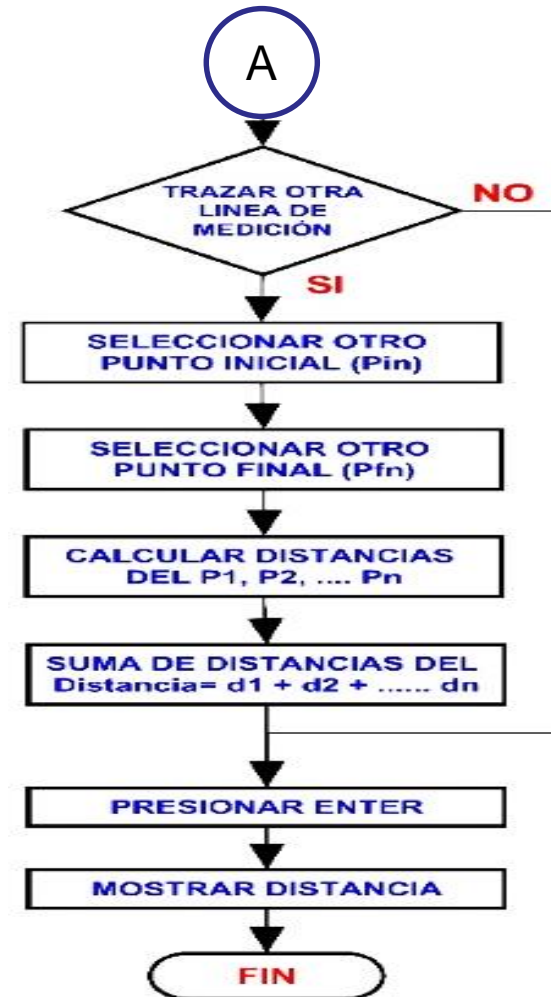 A
TRAZAR OTRA
LINEA DE
MEDICIÓN
NO
SI
SELECCIONAR OTRO
PUNTO INICIAL (Pin)
SELECCIONAR OTRO
PUNTO FINAL (Pfn)
CALCULAR DISTANCIAS
DEL P1, P2, .... Pn
SUMA DE DISTANCIAS DEL
Distancia= d1 + d2 + ...... dn
PRESIONAR ENTER
MOSTRAR DISTANCIA
FIN